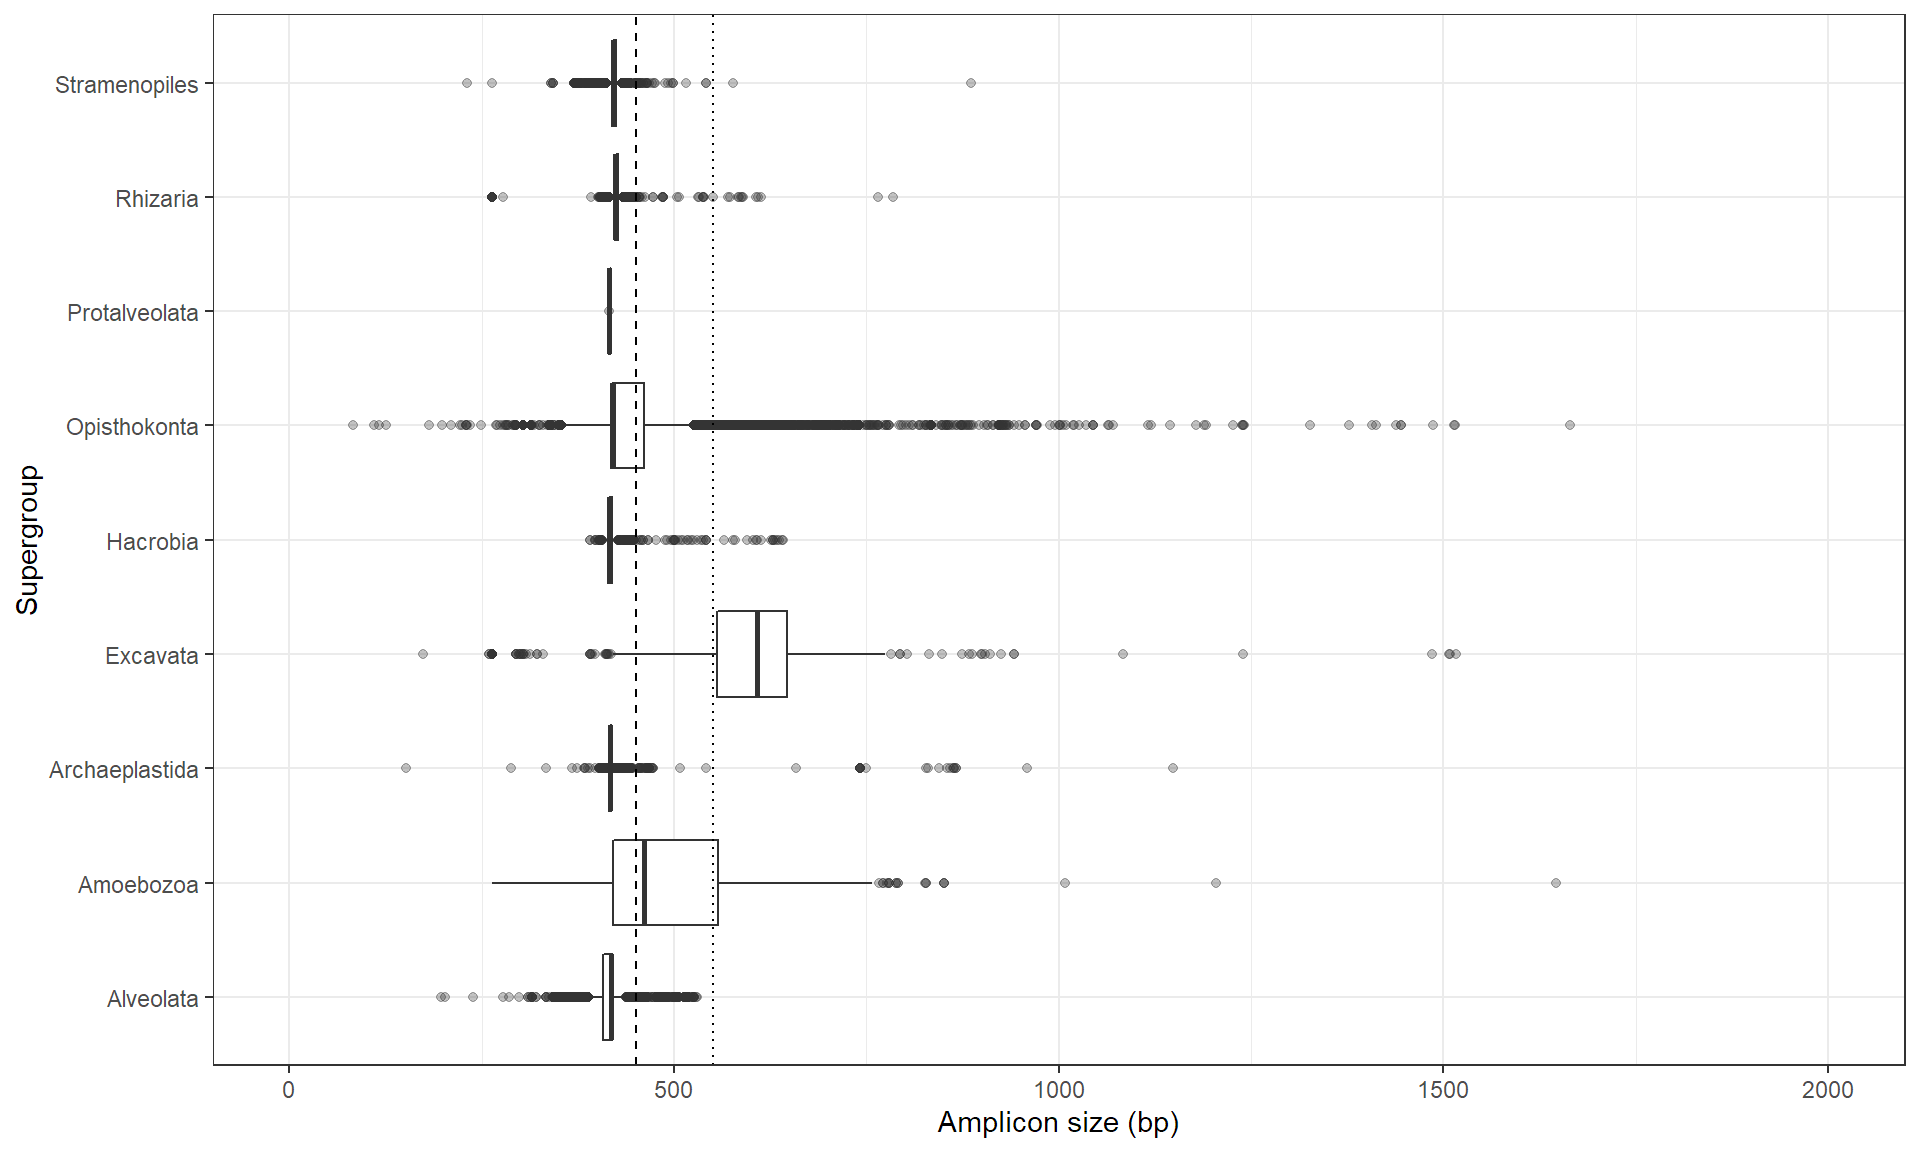 Supergroup
Stramenopiles
Rhizaria
Protalveolata
Opisthokonta
Hacrobia
Excavata
Archaeplastida
Amoebozoa
Alveolata
0 500 1000 1500 2000
Amplicon size (bp)